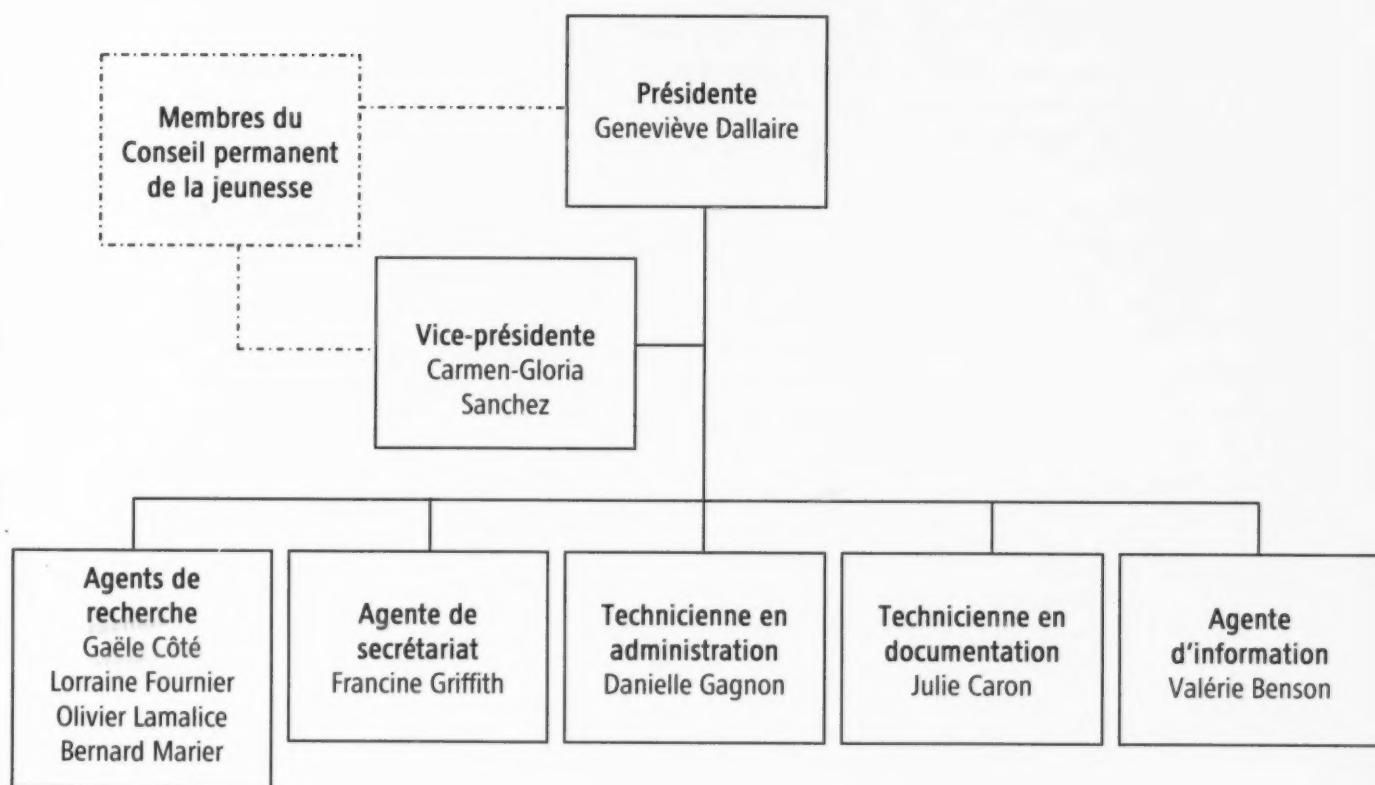 Présidente
Geneviève Dallaire
Membres du
Conseil permanent
de la jeunesse
Vice-présidente
Carmen-Gloria
Sanchez
Agents de
recherche
Gaële Côté
Lorraine Fournier
Olivier Lamalice
Bernard Marier
Agente de
secrétariat
Francine Griffith
Technicienne en
administration
Danielle Gagnon
Technicienne en
documentation
Julie Caron
Agente
d'information
Valérie Benson